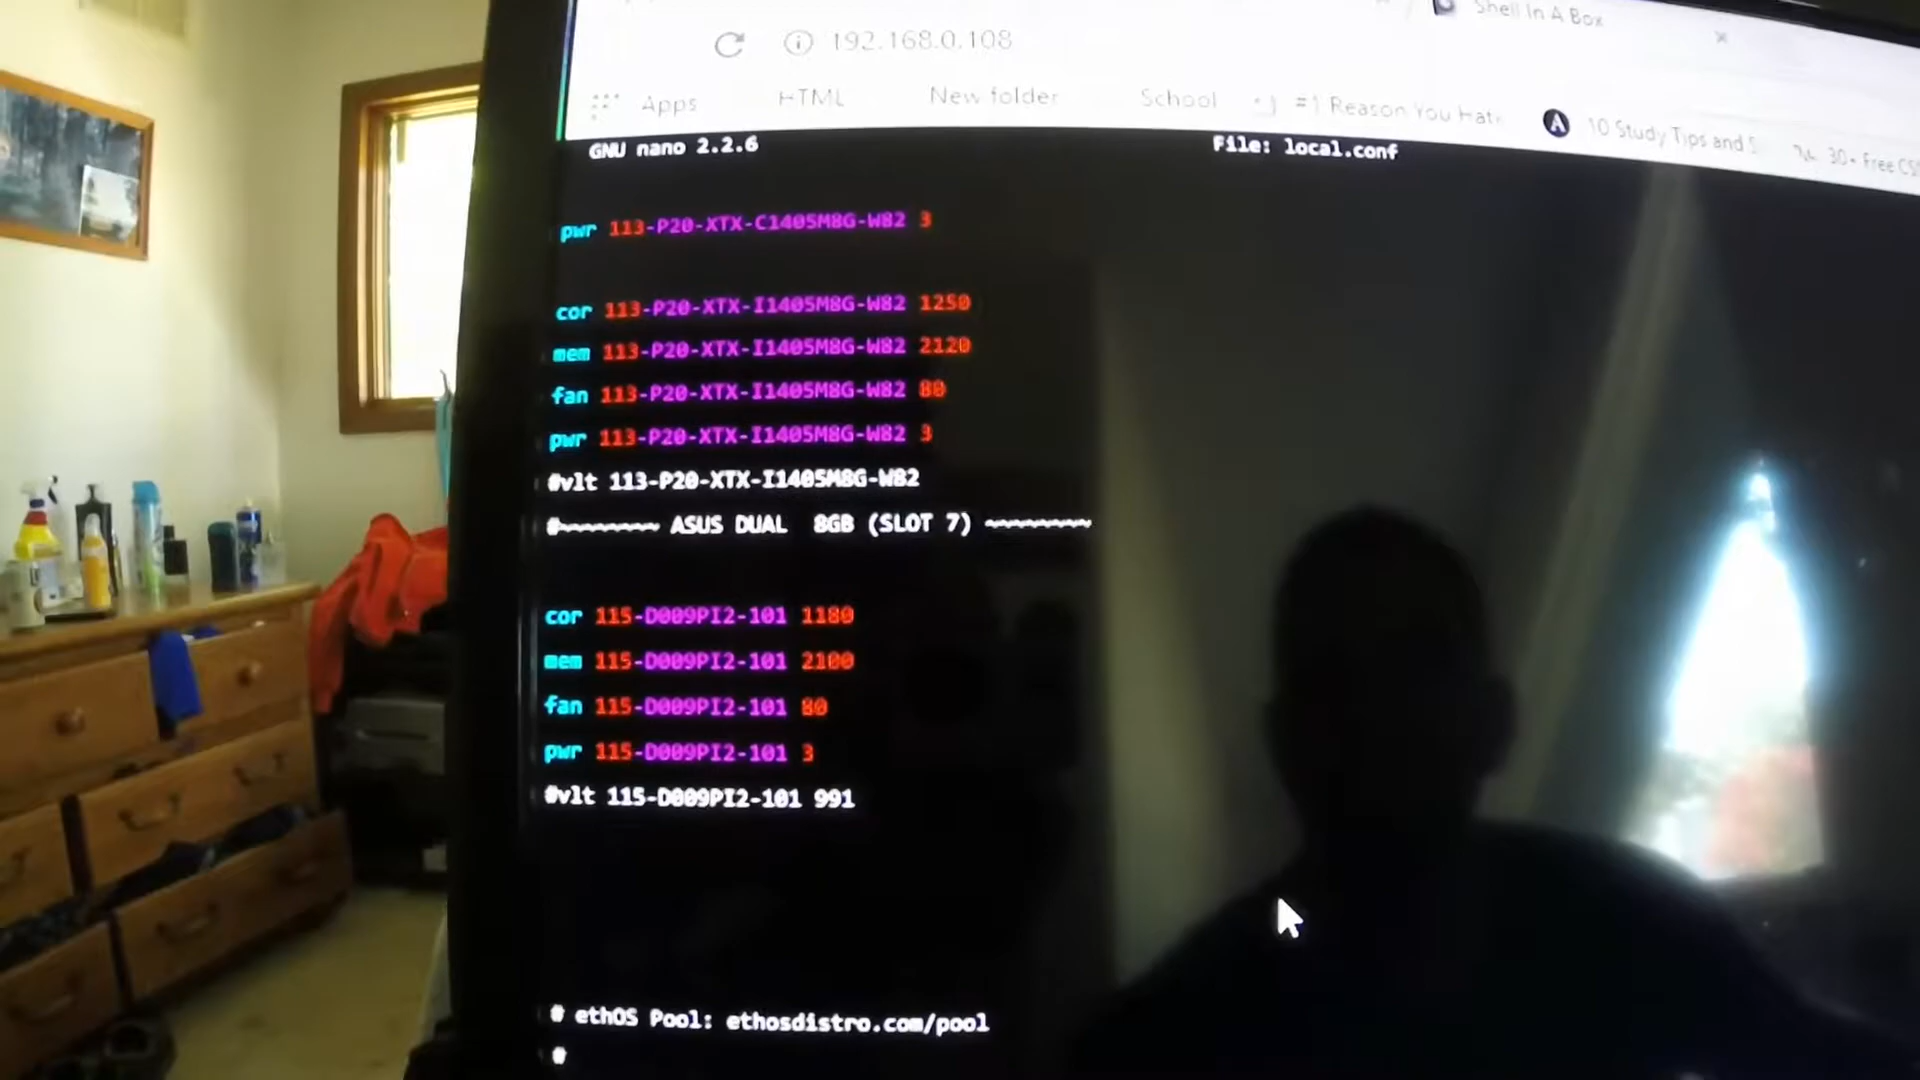 Shell In A Box
192.168.0.108
Apps HTML New folder School #1 Reason You Hat 10 Study Tips and S 30+ Free CSS
GNU nano 2.2.6 File: local.conf
pwr 113-P20-XTX-C1405M8G-W82 3
cor 113-P20-XTX-I1405M8G-W82 1250
mem 113-P20-XTX-I1405M8G-W82 2120
fan 113-P20-XTX-I1405M8G-W82 80
pwr 113-P20-XTX-I1405M8G-W82 3
#vlt 113-P20-XTX-I1405M8G-W82
#~~~~~~~~ ASUS DUAL 8GB (SLOT 7) ~~~~~~~~~
cor 115-D009PI2-101 1180
mem 115-D009PI2-101 2100
fan 115-D009PI2-101 80
pwr 115-D009PI2-101 3
#vlt 115-D009PI2-101 991
# ethOS Pool: ethosdistro.com/pool
#